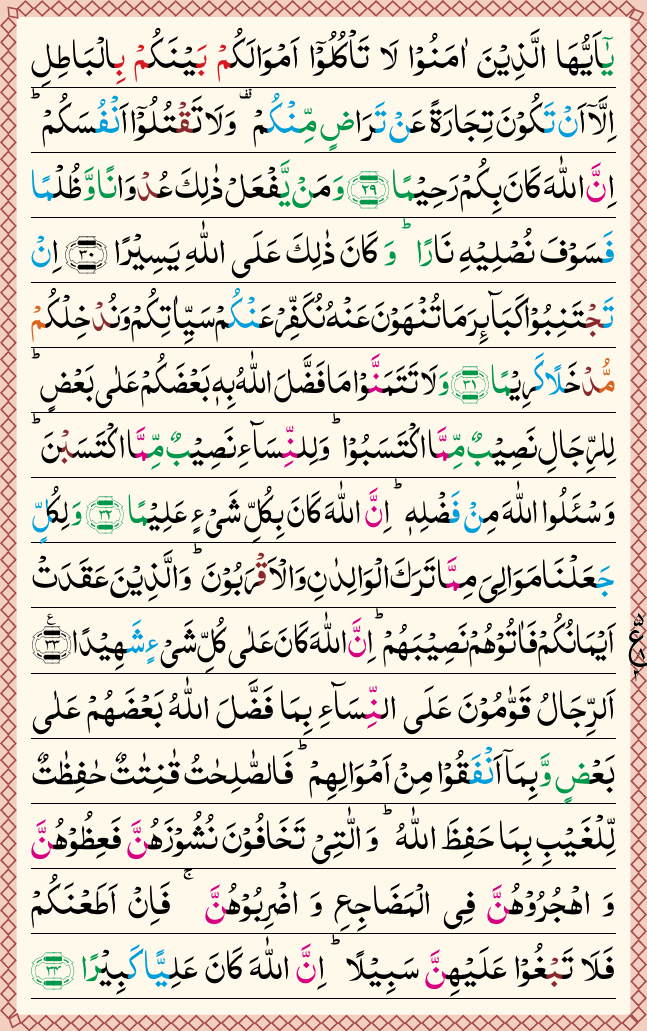 يٰۤاَيُّهَا الَّذِيْنَ اٰمَنُوْا لَا تَاْكُلُوْۤا اَمْوَالَكُمْ بَيْنَكُمْ بِالْبَاطِلِ
اِلَّاۤ اَنْ تَكُوْنَ تِجَارَةً عَنْ تَرَاضٍ مِّنْكُمْ ۟ وَلَا تَقْتُلُوْۤا اَنْفُسَكُمْ ؕ
اِنَّ اللّٰهَ كَانَ بِكُمْ رَحِيْمًا ﴿۲۹﴾ وَمَنْ يَّفْعَلْ ذٰلِكَ عُدْوَانًا وَّظُلْمًا
فَسَوْفَ نُصْلِيْهِ نَارًا ؕ وَ كَانَ ذٰلِكَ عَلَى اللّٰهِ يَسِيْرًا ﴿۳۰﴾ اِنْ
تَجْتَنِبُوْا كَبَآىِٕرَ مَا تُنْهَوْنَ عَنْهُ نُكَفِّرْ عَنْكُمْ سَيِّاٰتِكُمْ وَنُدْخِلْكُمْ
مُّدْخَلًا كَرِيْمًا ﴿۳۱﴾ وَلَا تَتَمَنَّوْا مَا فَضَّلَ اللّٰهُ بِهٖ بَعْضَكُمْ عَلٰى بَعْضٍ ؕ
لِلرِّجَالِ نَصِيْبٌ مِّمَّا اكْتَسَبُوْا ؕ وَلِلنِّسَآءِ نَصِيْبٌ مِّمَّا اكْتَسَبْنَ ؕ
وَسْـَٔلُوا اللّٰهَ مِنْ فَضْلِهٖ ؕ اِنَّ اللّٰهَ كَانَ بِكُلِّ شَىْءٍ عَلِيْمًا ﴿۳۲﴾ وَلِكُلٍّ
جَعَلْنَا مَوَالِىَ مِمَّا تَرَكَ الْوَالِدٰنِ وَالْاَقْرَبُوْنَ ؕ وَالَّذِيْنَ عَقَدَتْ
اَيْمَانُكُمْ فَاٰتُوْهُمْ نَصِيْبَهُمْ ؕ اِنَّ اللّٰهَ كَانَ عَلٰى كُلِّ شَىْءٍ شَهِيْدًا ﴿۳۳﴾
اَلرِّجَالُ قَوّٰمُوْنَ عَلَى النِّسَآءِ بِمَا فَضَّلَ اللّٰهُ بَعْضَهُمْ عَلٰى
بَعْضٍ وَّبِمَاۤ اَنْفَقُوْا مِنْ اَمْوَالِهِمْ ؕ فَالصّٰلِحٰتُ قٰنِتٰتٌ حٰفِظٰتٌ
لِّلْغَيْبِ بِمَا حَفِظَ اللّٰهُ ؕ وَالّٰتِىْ تَخَافُوْنَ نُشُوْزَهُنَّ فَعِظُوْهُنَّ
وَ اهْجُرُوْهُنَّ فِى الْمَضَاجِعِ وَ اضْرِبُوْهُنَّ ۚ فَاِنْ اَطَعْنَكُمْ
فَلَا تَبْغُوْا عَلَيْهِنَّ سَبِيْلًا ؕ اِنَّ اللّٰهَ كَانَ عَلِيًّا كَبِيْرًا ﴿۳۴﴾